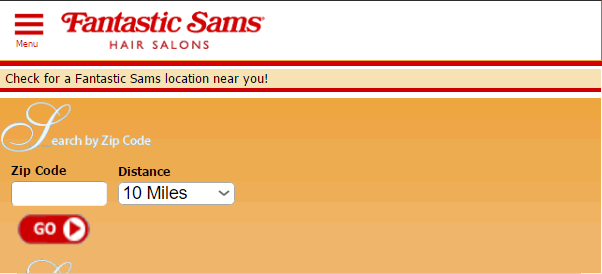 Fantastic Sams
HAIR SALONS
Menu
Check for a Fantastic Sams location near you!
Search by Zip Code
Zip Code
Distance
10 Miles
GO
S